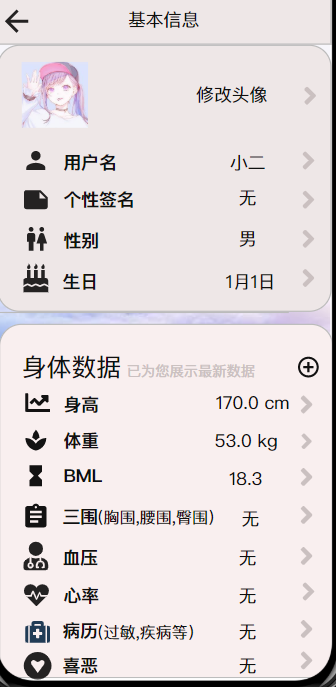 基本信息
修改头像
用户名 小二
个性签名 无
性别 男
生日 1月1日
身体数据 已为您展示最新数据
身高 170.0 cm
体重 53.0 kg
BML 18.3
三围(胸围,腰围,臀围) 无
血压 无
心率 无
病历(过敏,疾病等) 无
喜恶 无